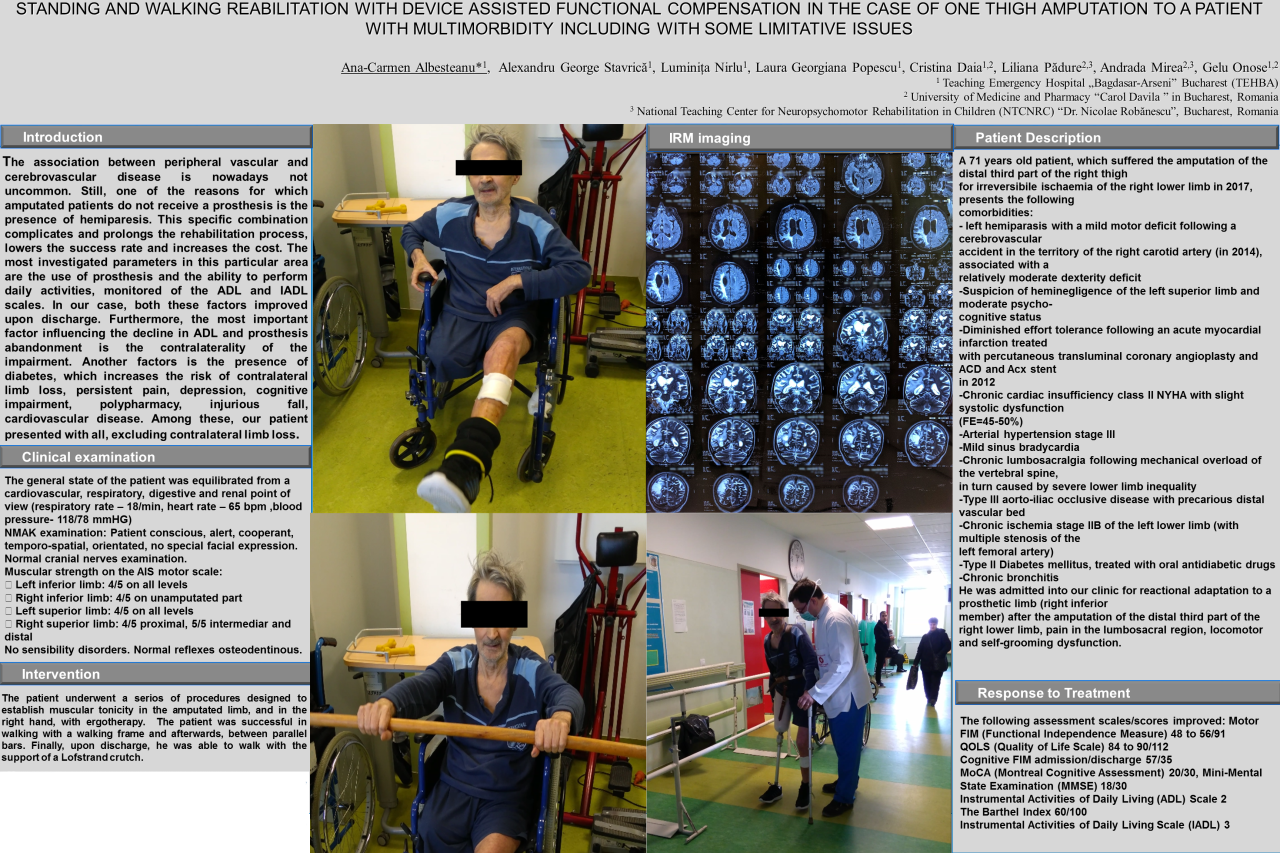 STANDING AND WALKING REABILITATION WITH DEVICE ASSISTED FUNCTIONAL COMPENSATION IN THE CASE OF ONE THIGH AMPUTATION TO A PATIENT
WITH MULTIMORBIDITY INCLUDING WITH SOME LIMITATIVE ISSUES
Ana-Carmen Albesteanu*¹, Alexandru George Stavrică¹, Luminița Nirlu¹, Laura Georgiana Popescu¹, Cristina Daia¹,², Liliana Pădure²,³, Andrada Mirea²,³, Gelu Onose¹,²
¹ Teaching Emergency Hospital „Bagdasar-Arseni” Bucharest (TEHBA)
² University of Medicine and Pharmacy “Carol Davila ” in Bucharest, Romania
³ National Teaching Center for Neuropsychomotor Rehabilitation in Children (NTCNRC) “Dr. Nicolae Robănescu”, Bucharest, Romania
Introduction
The association between peripheral vascular and
cerebrovascular disease is nowadays not
uncommon. Still, one of the reasons for which
amputated patients do not receive a prosthesis is the
presence of hemiparesis. This specific combination
complicates and prolongs the rehabilitation process,
lowers the success rate and increases the cost. The
most investigated parameters in this particular area
are the use of prosthesis and the ability to perform
daily activities, monitored of the ADL and IADL
scales. In our case, both these factors improved
upon discharge. Furthermore, the most important
factor influencing the decline in ADL and prosthesis
abandonment is the contralaterality of the
impairment. Another factors is the presence of
diabetes, which increases the risk of contralateral
limb loss, persistent pain, depression, cognitive
impairment, polypharmacy, injurious fall,
cardiovascular disease. Among these, our patient
presented with all, excluding contralateral limb loss.
Clinical examination
The general state of the patient was equilibrated from a
cardiovascular, respiratory, digestive and renal point of
view (respiratory rate – 18/min, heart rate – 65 bpm ,blood
pressure- 118/78 mmHG)
NMAK examination: Patient conscious, alert, cooperant,
temporo-spatial, orientated, no special facial expression.
Normal cranial nerves examination.
Muscular strength on the AIS motor scale:
□ Left inferior limb: 4/5 on all levels
□ Right inferior limb: 4/5 on unamputated part
□ Left superior limb: 4/5 on all levels
□ Right superior limb: 4/5 proximal, 5/5 intermediar and
distal
No sensibility disorders. Normal reflexes osteodentinous.
Intervention
The patient underwent a serios of procedures designed to
establish muscular tonicity in the amputated limb, and in the
right hand, with ergotherapy. The patient was successful in
walking with a walking frame and afterwards, between parallel
bars. Finally, upon discharge, he was able to walk with the
support of a Lofstrand crutch.
IRM imaging
Patient Description
A 71 years old patient, which suffered the amputation of the
distal third part of the right thigh
for irreversibile ischaemia of the right lower limb in 2017,
presents the following
comorbidities:
- left hemiparasis with a mild motor deficit following a
cerebrovascular
accident in the territory of the right carotid artery (in 2014),
associated with a
relatively moderate dexterity deficit
-Suspicion of heminegligence of the left superior limb and
moderate psycho-
cognitive status
-Diminished effort tolerance following an acute myocardial
infarction treated
with percutaneous transluminal coronary angioplasty and
ACD and Acx stent
in 2012
-Chronic cardiac insufficiency class II NYHA with slight
systolic dysfunction
(FE=45-50%)
-Arterial hypertension stage III
-Mild sinus bradycardia
-Chronic lumbosacralgia following mechanical overload of
the vertebral spine,
in turn caused by severe lower limb inequality
-Type III aorto-iliac occlusive disease with precarious distal
vascular bed
-Chronic ischemia stage IIB of the left lower limb (with
multiple stenosis of the
left femoral artery)
-Type II Diabetes mellitus, treated with oral antidiabetic drugs
-Chronic bronchitis
He was admitted into our clinic for reactional adaptation to a
prosthetic limb (right inferior
member) after the amputation of the distal third part of the
right lower limb, pain in the lumbosacral region, locomotor
and self-grooming dysfunction.
Response to Treatment
The following assessment scales/scores improved: Motor
FIM (Functional Independence Measure) 48 to 56/91
QOLS (Quality of Life Scale) 84 to 90/112
Cognitive FIM admission/discharge 57/35
MoCA (Montreal Cognitive Assessment) 20/30, Mini-Mental
State Examination (MMSE) 18/30
Instrumental Activities of Daily Living (ADL) Scale 2
The Barthel Index 60/100
Instrumental Activities of Daily Living Scale (IADL) 3